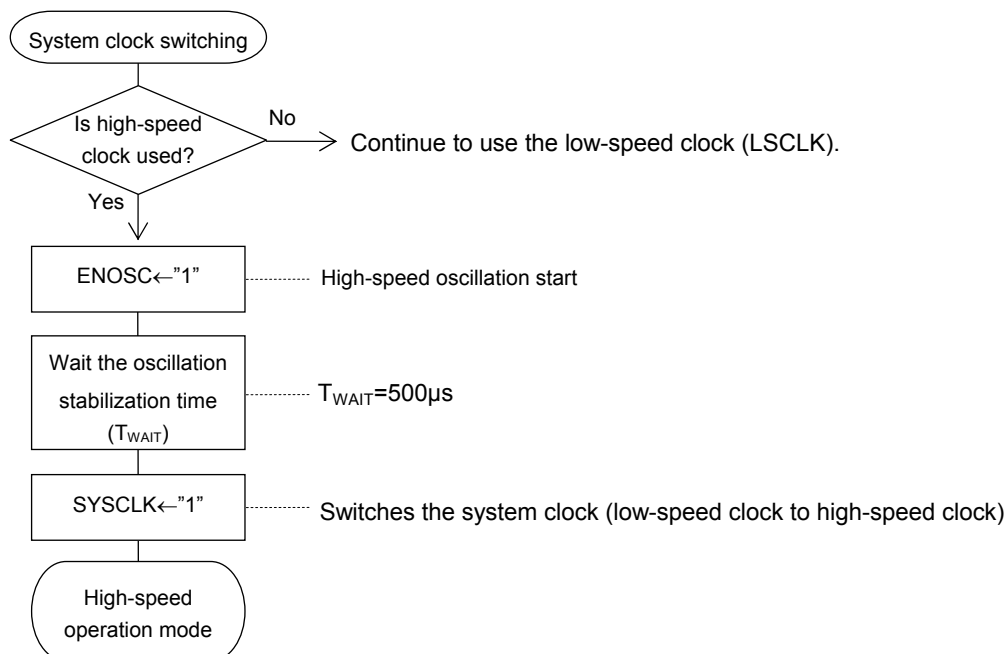 System clock switching
Is high-speed
clock used?
No
Continue to use the low-speed clock (LSCLK).
Yes
ENOSC←”1”
High-speed oscillation start
Wait the oscillation
stabilization time
(TWAIT)
TWAIT=500µs
SYSCLK←”1”
Switches the system clock (low-speed clock to high-speed clock)
High-speed
operation mode